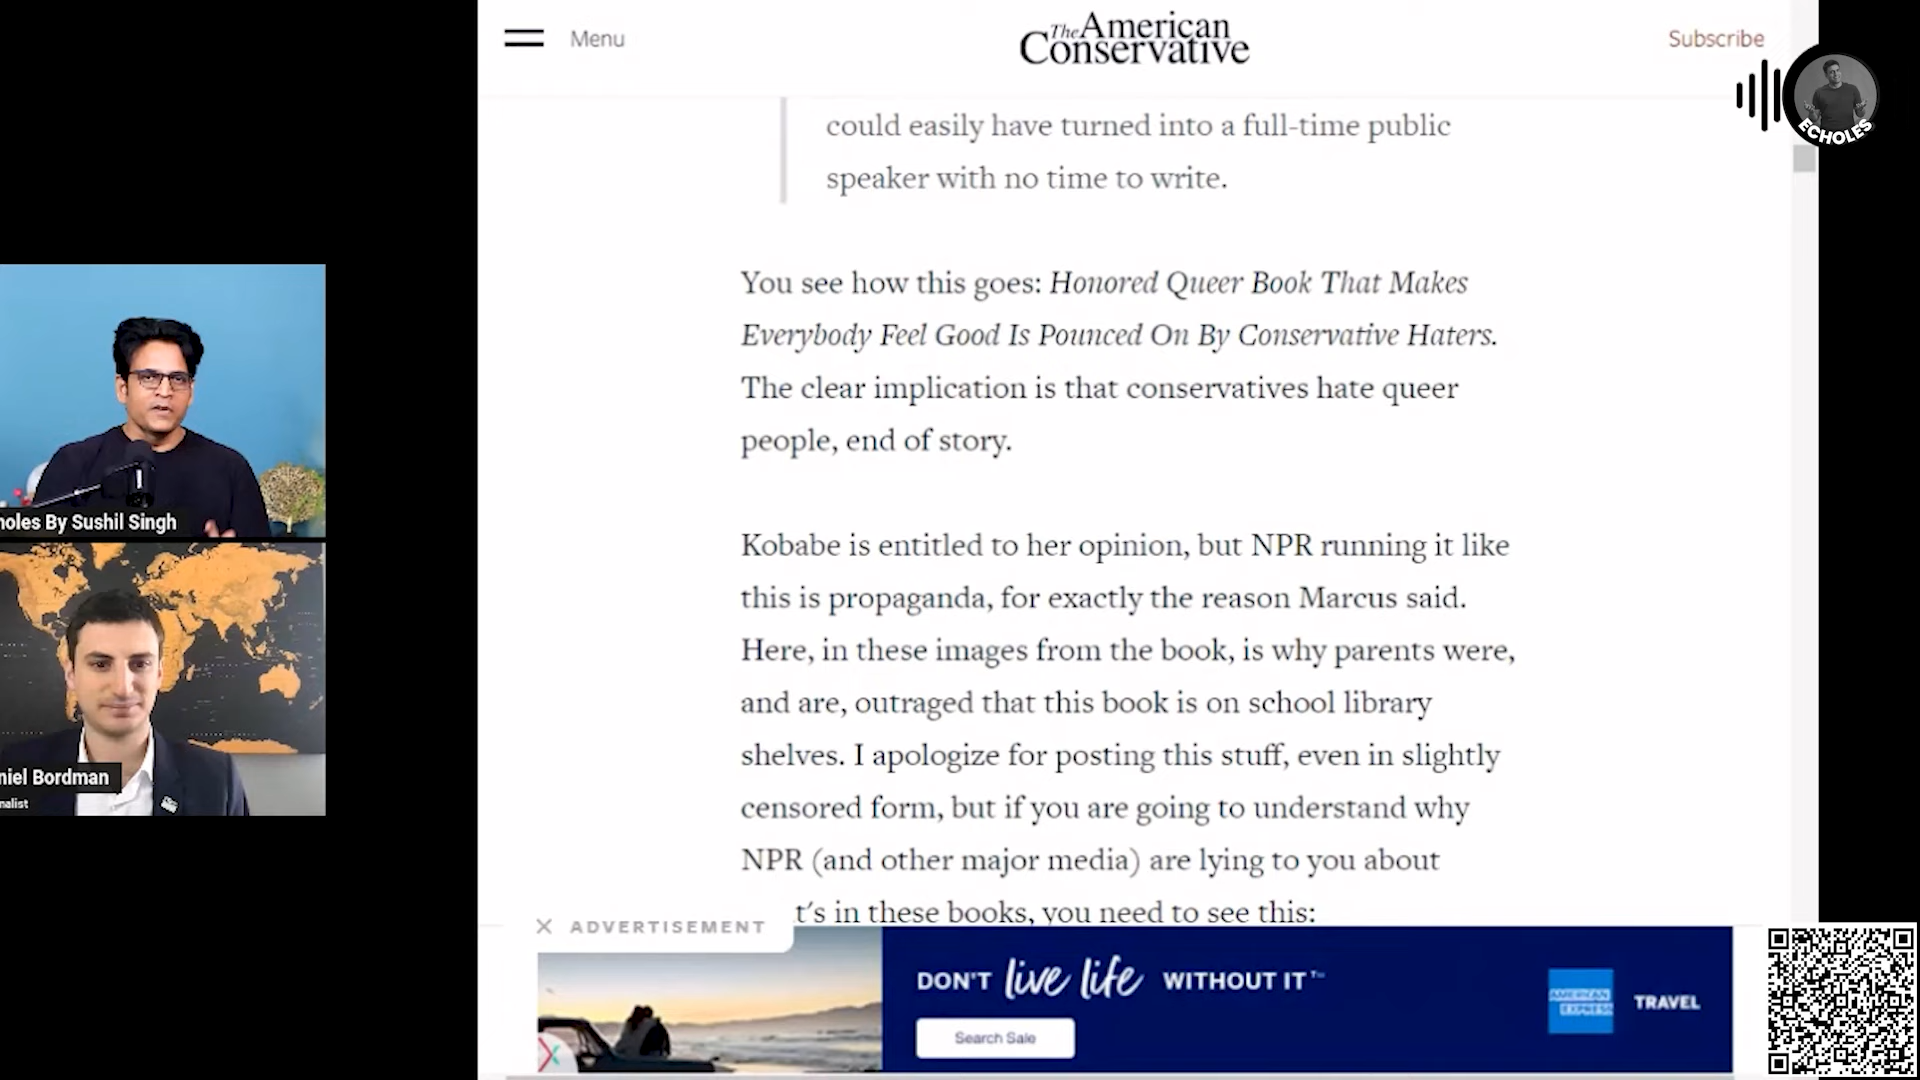 Menu
The American
Conservative
Subscribe
ECHOLES
could easily have turned into a full-time public
speaker with no time to write.
You see how this goes: Honored Queer Book That Makes
Everybody Feel Good Is Pounced On By Conservative Haters.
The clear implication is that conservatives hate queer
people, end of story.
Kobabe is entitled to her opinion, but NPR running it like
this is propaganda, for exactly the reason Marcus said.
Here, in these images from the book, is why parents were,
and are, outraged that this book is on school library
shelves. I apologize for posting this stuff, even in slightly
censored form, but if you are going to understand why
NPR (and other major media) are lying to you about
t's in these books, you need to see this:
holes By Sushil Singh
niel Bordman
nalist
ADVERTISEMENT
DON'T live life WITHOUT IT™
Search Sale
AMERICAN
EXPRESS
TRAVEL